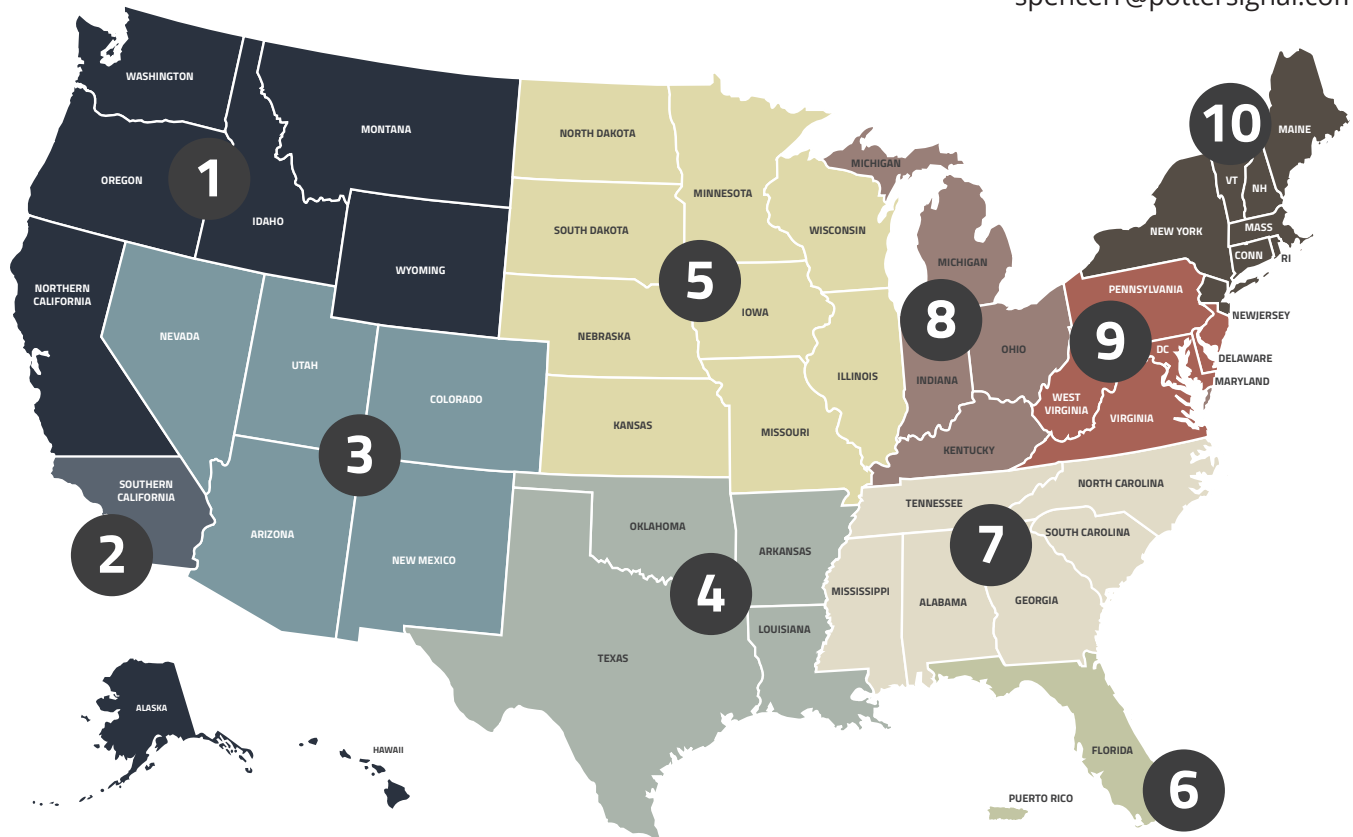 spencerr@pottersignal.com
WASHINGTON
MONTANA
OREGON
1
IDAHO
WYOMING
NORTHERN
CALIFORNIA
NEVADA
UTAH
COLORADO
3
SOUTHERN
CALIFORNIA
2
ARIZONA
NEW MEXICO
NORTH DAKOTA
MINNESOTA
SOUTH DAKOTA
WISCONSIN
5
IOWA
NEBRASKA
ILLINOIS
KANSAS
MISSOURI
OKLAHOMA
ARKANSAS
4
LOUISIANA
TEXAS
MICHIGAN
MICHIGAN
8
OHIO
INDIANA
KENTUCKY
10
MAINE
VT
NH
NEW YORK
MASS
CONN
RI
PENNSYLVANIA
NEWJERSEY
9
DC
DELAWARE
MARYLAND
WEST
VIRGINIA
VIRGINIA
TENNESSEE
NORTH CAROLINA
7
SOUTH CAROLINA
MISSISSIPPI
ALABAMA
GEORGIA
FLORIDA
6
PUERTO RICO
ALASKA
HAWAII